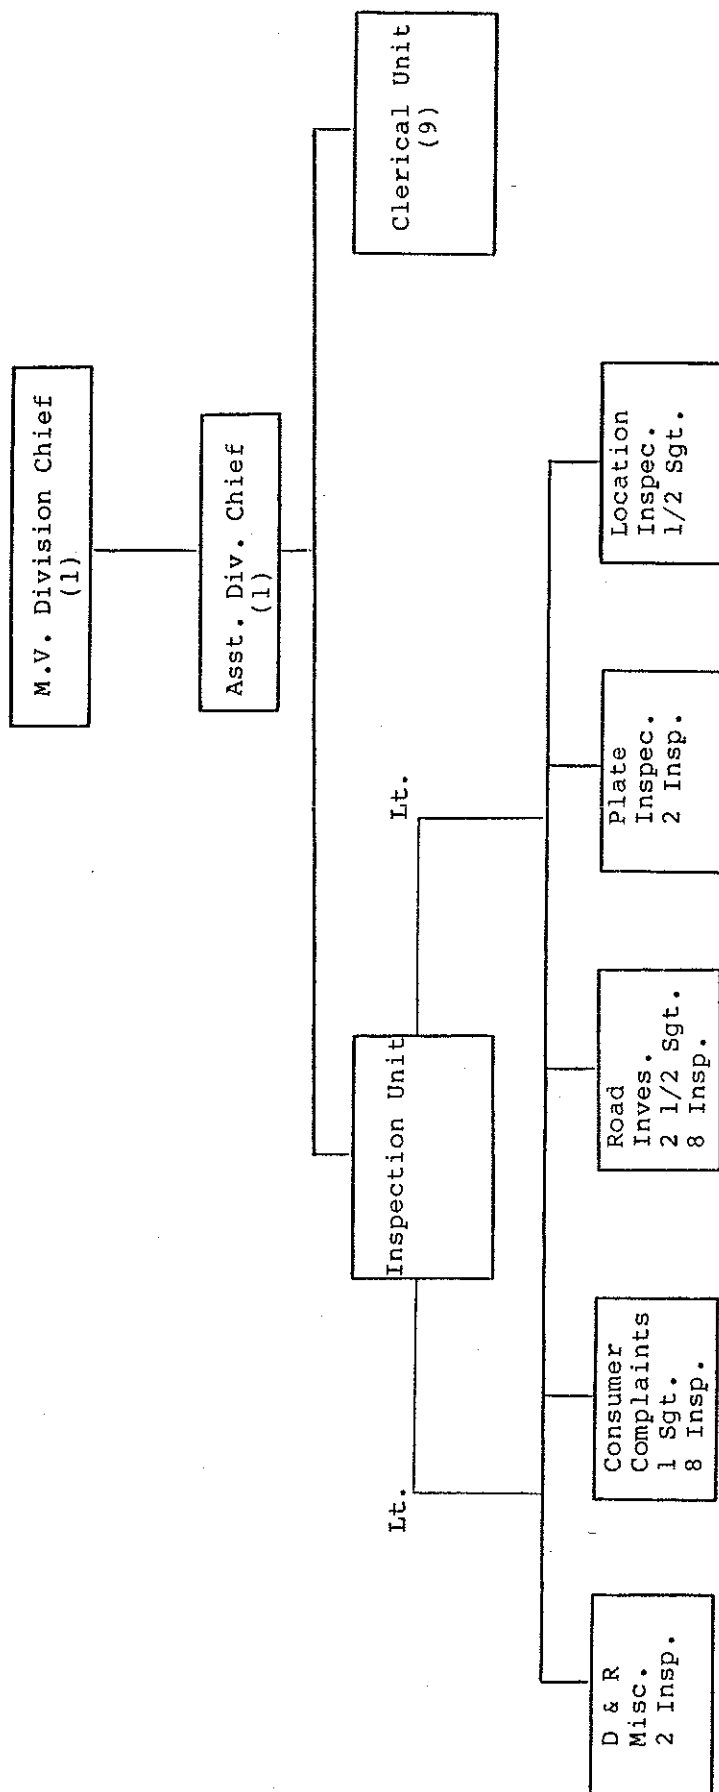 M.V. Division Chief
(1)
Asst. Div. Chief
(1)
Inspection Unit
Clerical Unit
(9)
Lt.
Lt.
D & R
Misc.
2 Insp.
Consumer
Complaints
1 Sgt.
8 Insp.
Road
Inves.
2 1/2 Sgt.
8 Insp.
Plate
Inspec.
2 Insp.
Location
Inspec.
1/2 Sgt.